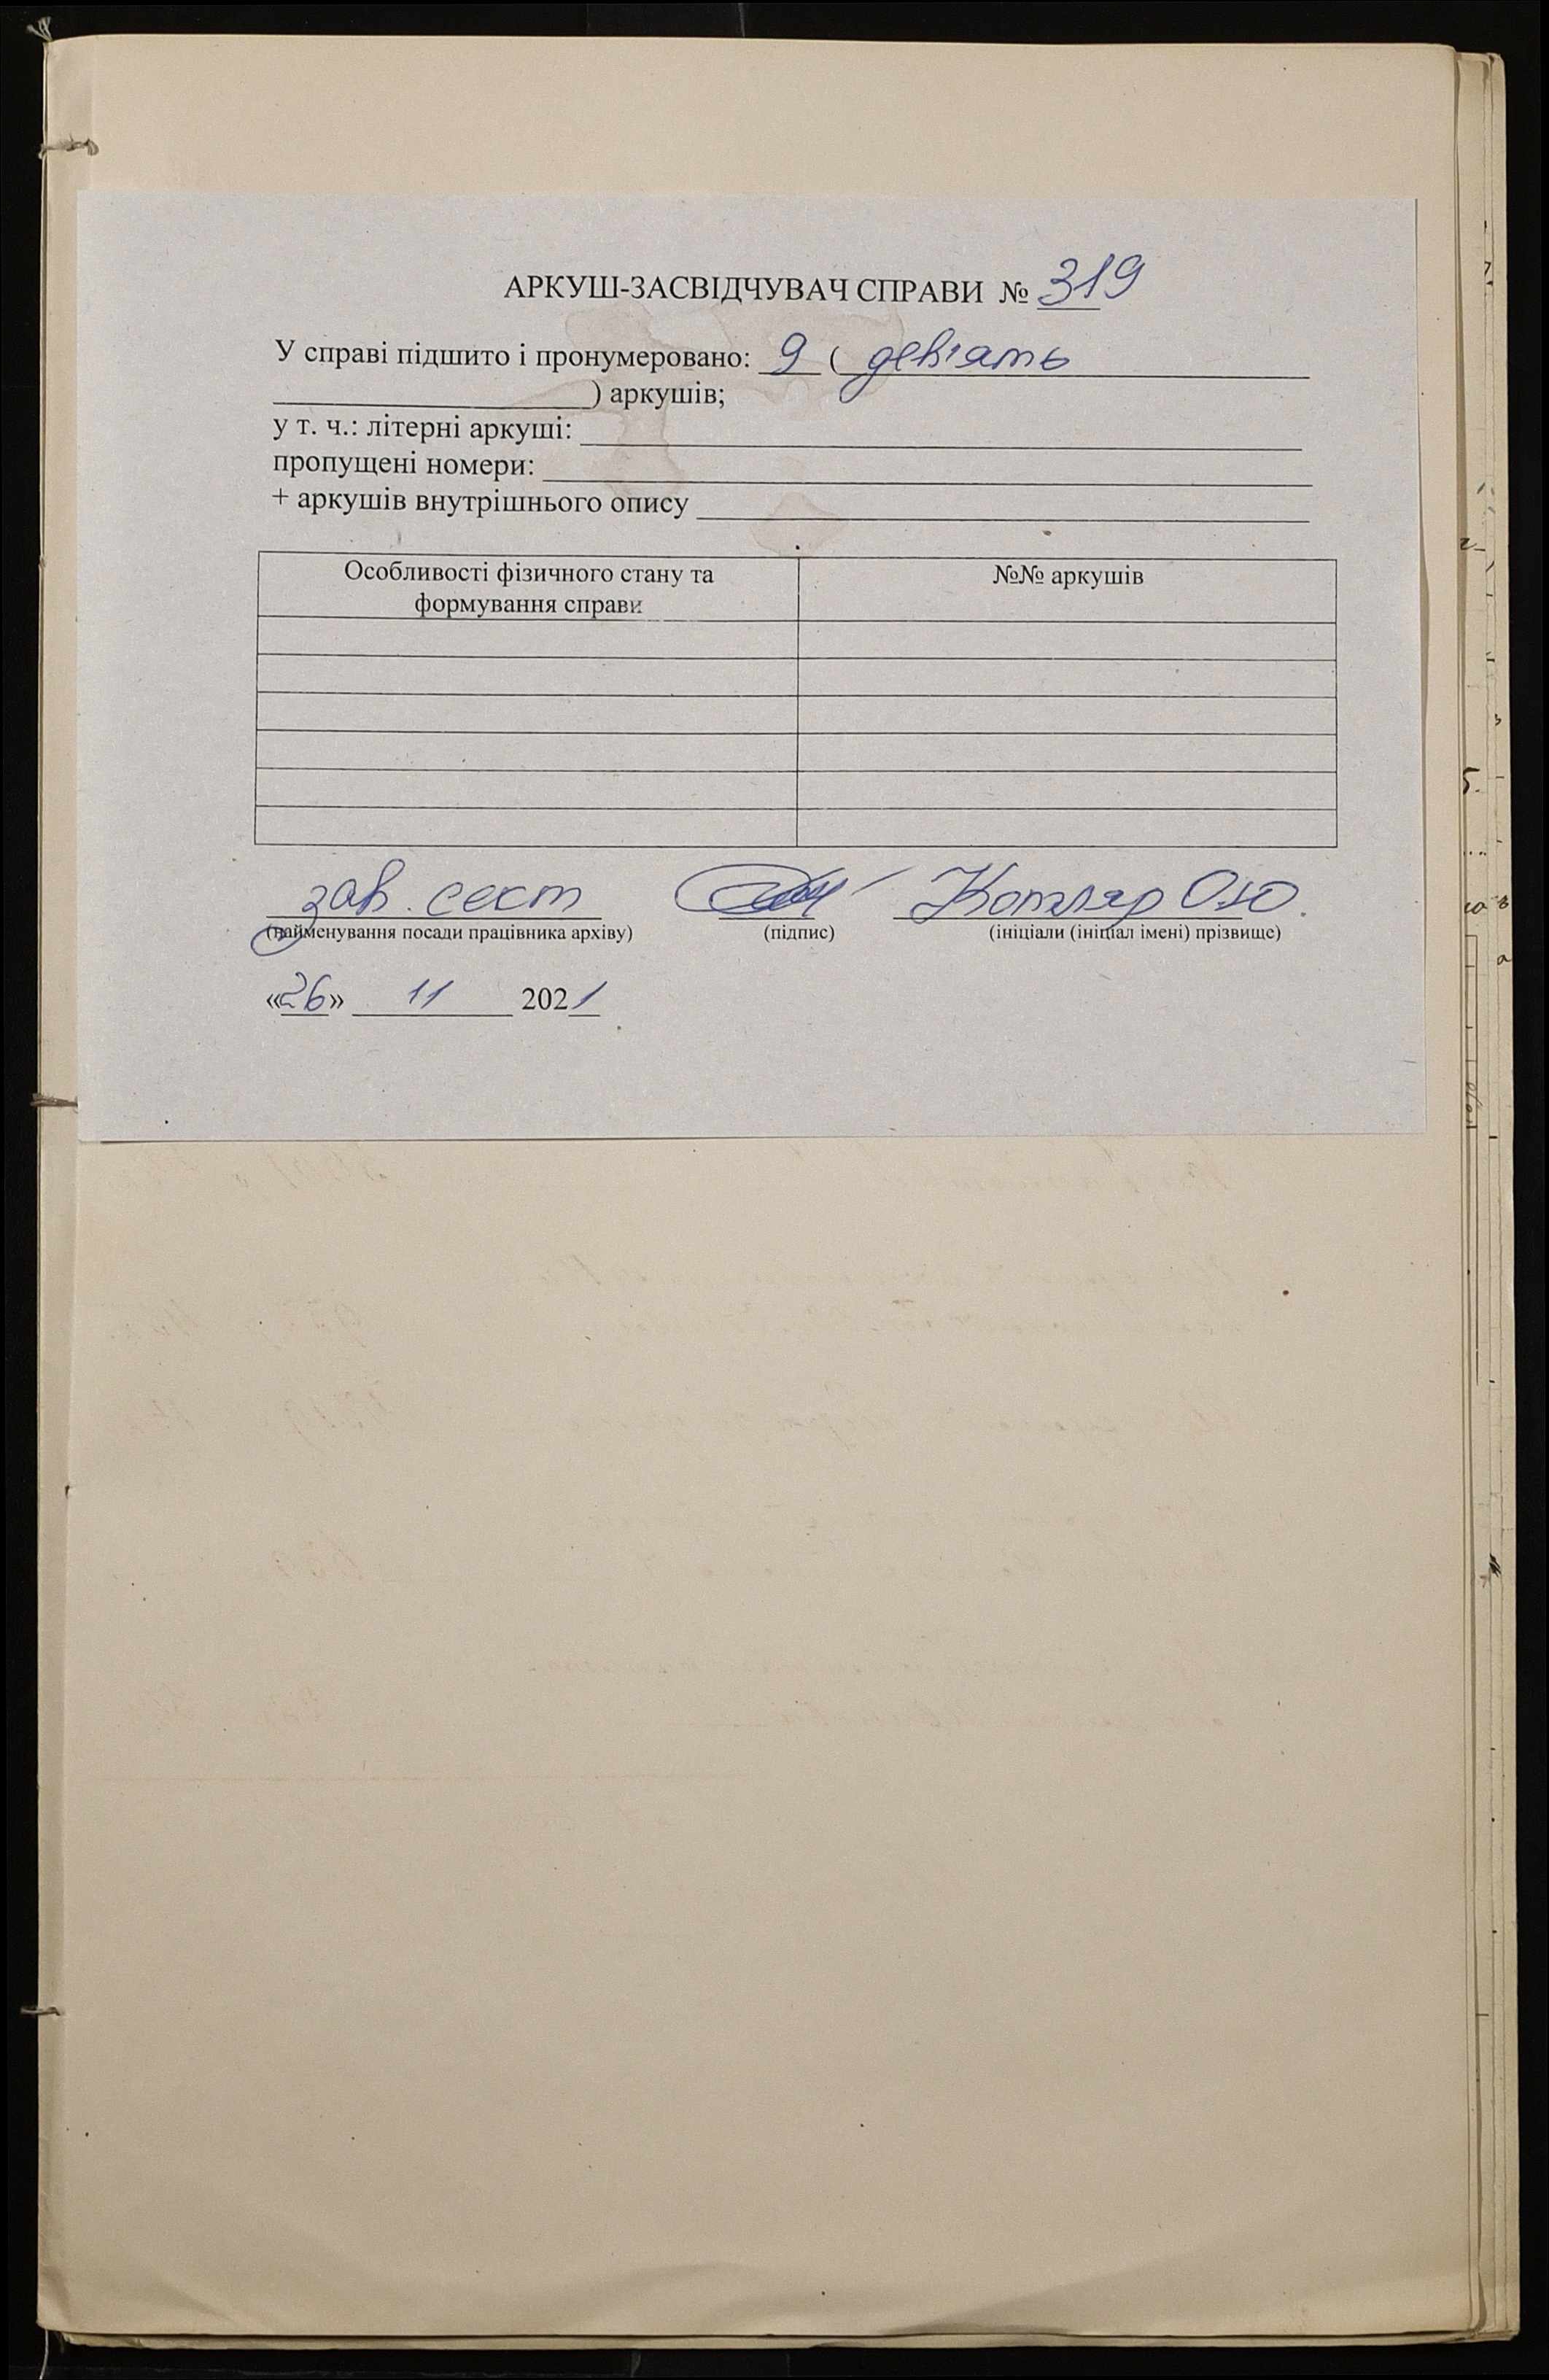 АРКУШ-ЗАСВІДЧУВАЧ СПРАВИ № 319
У справі підшито і пронумеровано: 9 ( дев'ять
) аркушів;
у т. ч.: літерні аркуші:
пропущені номери:
+ аркушів внутрішнього опису
Особливості фізичного стану та формування справи
№№ аркушів
зав. сект Котляр О.Ю.
(найменування посади працівника архіву) (підпис) (ініціали (ініціал імені) прізвище)
«26» 11 2021